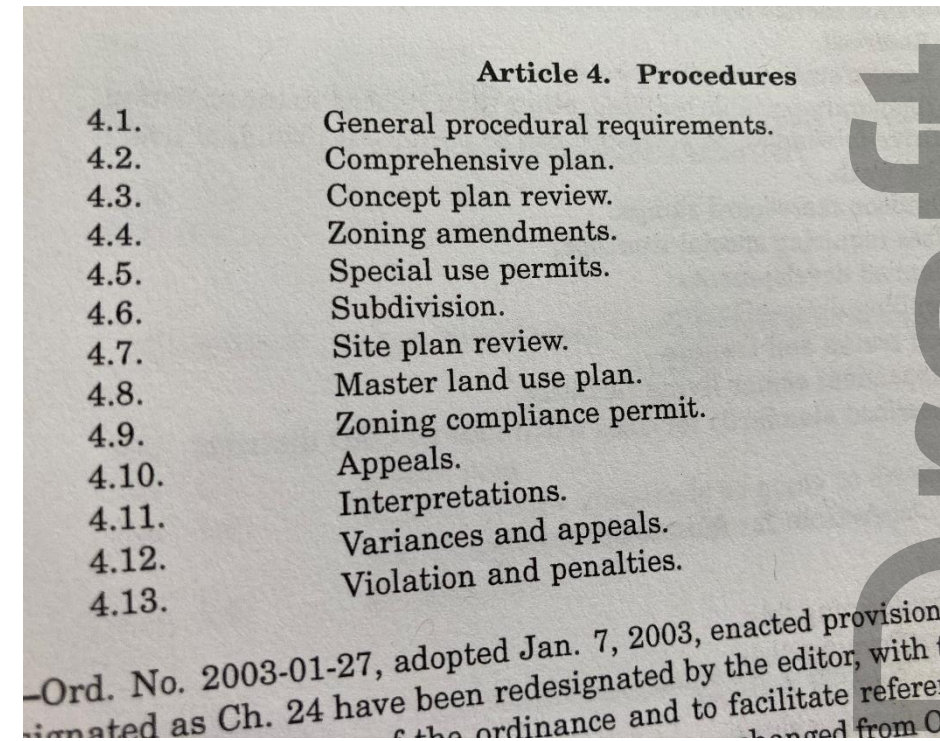 Article 4. Procedures
4.1. General procedural requirements.
4.2. Comprehensive plan.
4.3. Concept plan review.
4.4. Zoning amendments.
4.5. Special use permits.
4.6. Subdivision.
4.7. Site plan review.
4.8. Master land use plan.
4.9. Zoning compliance permit.
4.10. Appeals.
4.11. Interpretations.
4.12. Variances and appeals.
4.13. Violation and penalties.
—Ord. No. 2003-01-27, adopted Jan. 7, 2003, enacted provision
ignated as Ch. 24 have been redesignated by the editor, with
the ordinance and to facilitate
from
Draft